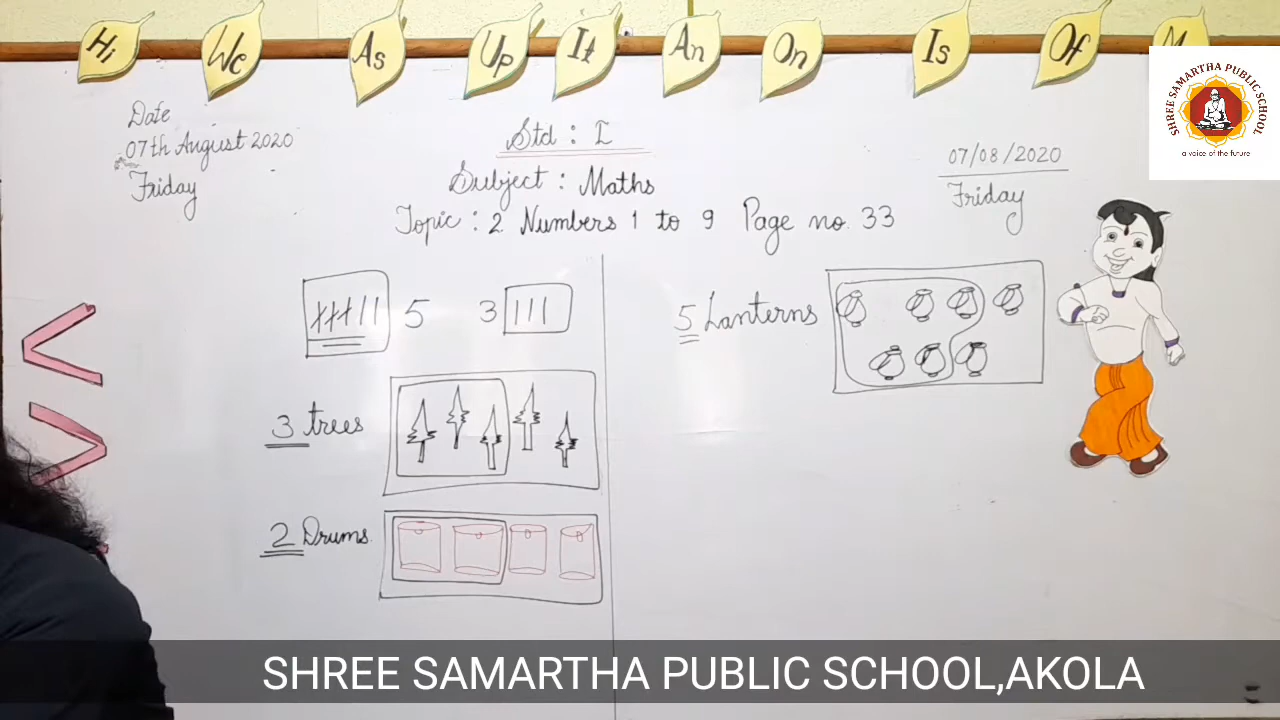 Hi We As Up It An On Is Of
SHREE SAMARTHA PUBLIC SCHOOL
a voice of the future
Date
07th August 2020
Friday
Std : I
Subject : Maths
Topic : 2 Numbers 1 to 9 Page no. 33
07/08/2020
Friday
5 3
3 trees
2 Drums.
5 Lanterns
SHREE SAMARTHA PUBLIC SCHOOL,AKOLA